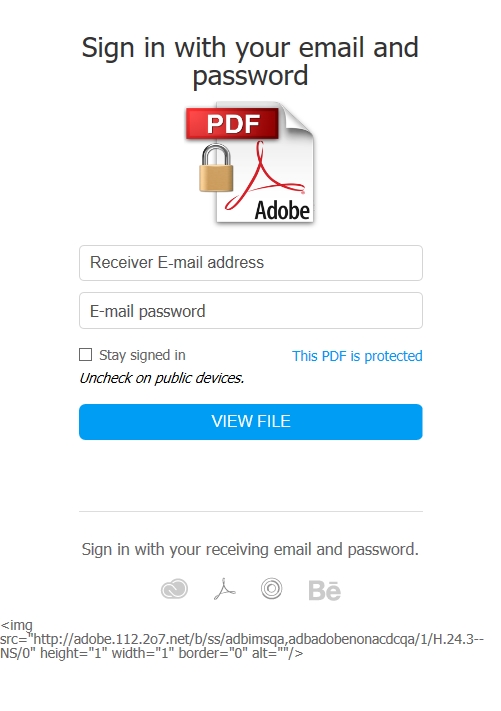 Sign in with your email and
password
PDF
Adobe
Receiver E-mail address
E-mail password
Stay signed in
This PDF is protected
Uncheck on public devices.
VIEW FILE
Sign in with your receiving email and password.
Bē
<img
src="http://adobe.112.2o7.net/b/ss/adbimsqa,adbadobenonacdcqa/1/H.24.3--
NS/0" height="1" width="1" border="0" alt=""/>